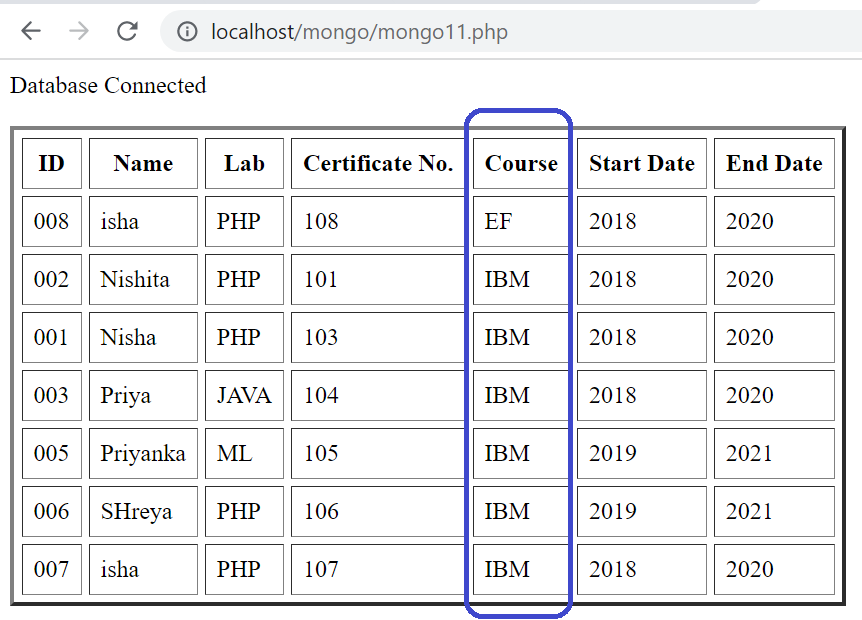 localhost/mongo/mongo11.php
Database Connected
ID Name Lab Certificate No. Course Start Date End Date
008 isha PHP 108 EF 2018 2020
002 Nishita PHP 101 IBM 2018 2020
001 Nisha PHP 103 IBM 2018 2020
003 Priya JAVA 104 IBM 2018 2020
005 Priyanka ML 105 IBM 2019 2021
006 SHreya PHP 106 IBM 2019 2021
007 isha PHP 107 IBM 2018 2020